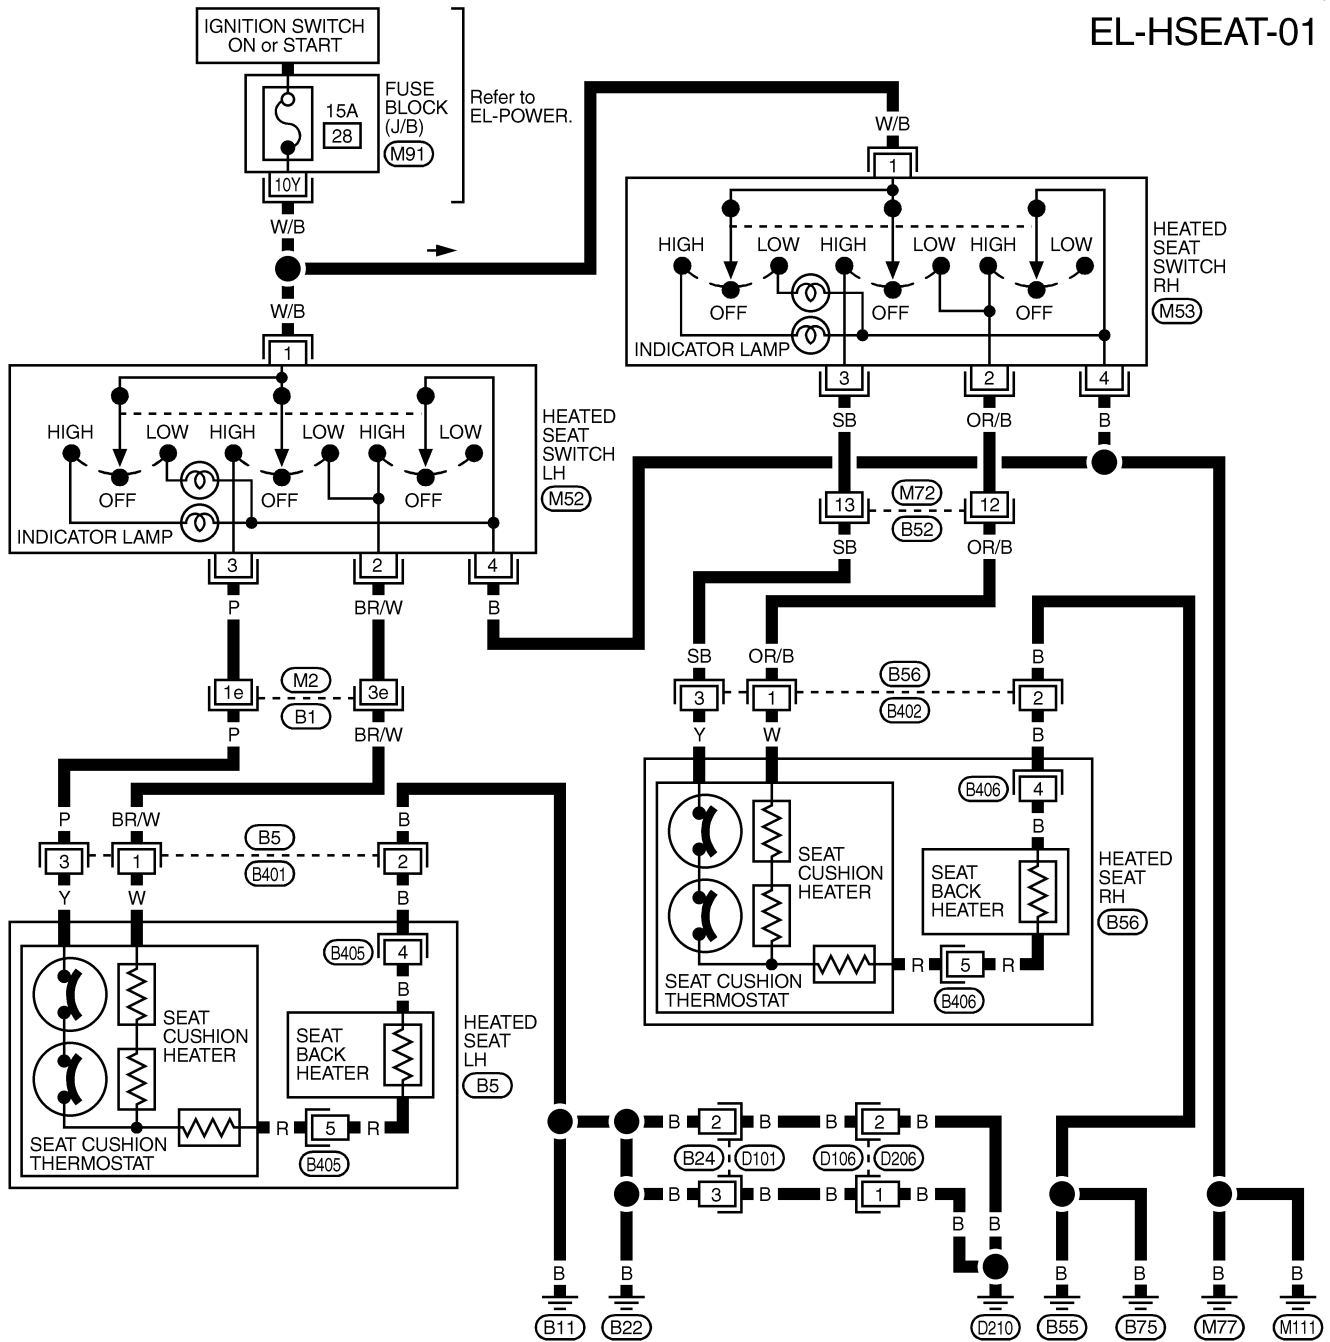 EL-HSEAT-01
IGNITION SWITCH
ON or START
FUSE
BLOCK
(J/B)
M91
15A
28
10Y
Refer to
EL-POWER.
W/B
W/B
W/B
1
HIGH LOW HIGH LOW HIGH LOW
OFF OFF OFF
INDICATOR LAMP
HEATED
SEAT
SWITCH
RH
M53
3 2 4
SB OR/B B
1
HIGH LOW HIGH LOW HIGH LOW
OFF OFF OFF
INDICATOR LAMP
HEATED
SEAT
SWITCH
LH
M52
3 2 4
P BR/W B
13 M72 12
B52
SB OR/B
1e M2 3e
B1
P BR/W
SB OR/B B
3 1 B56 2
B402
Y W B
B406 4
B
SEAT
CUSHION
HEATER
SEAT
BACK
HEATER
HEATED
SEAT
RH
B56
R 5 R
B406
SEAT CUSHION
THERMOSTAT
P BR/W B
3 1 B5 2
B401
Y W B
B405 4
B
SEAT
CUSHION
HEATER
SEAT
BACK
HEATER
HEATED
SEAT
LH
B5
R 5 R
B405
SEAT CUSHION
THERMOSTAT
B 2 B B 2 B
B24 D101 D106 D206
B 3 B B 1 B
B B
B B B B B B
B11 B22 D210 B55 B75 M77 M111